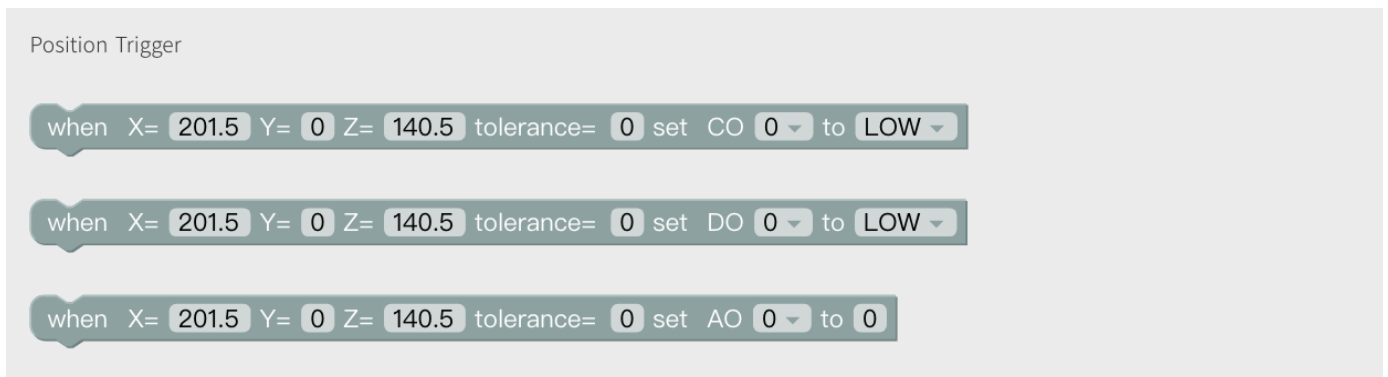 Position Trigger
when X= 201.5 Y= 0 Z= 140.5 tolerance= 0 set CO 0 to LOW
when X= 201.5 Y= 0 Z= 140.5 tolerance= 0 set DO 0 to LOW
when X= 201.5 Y= 0 Z= 140.5 tolerance= 0 set AO 0 to 0